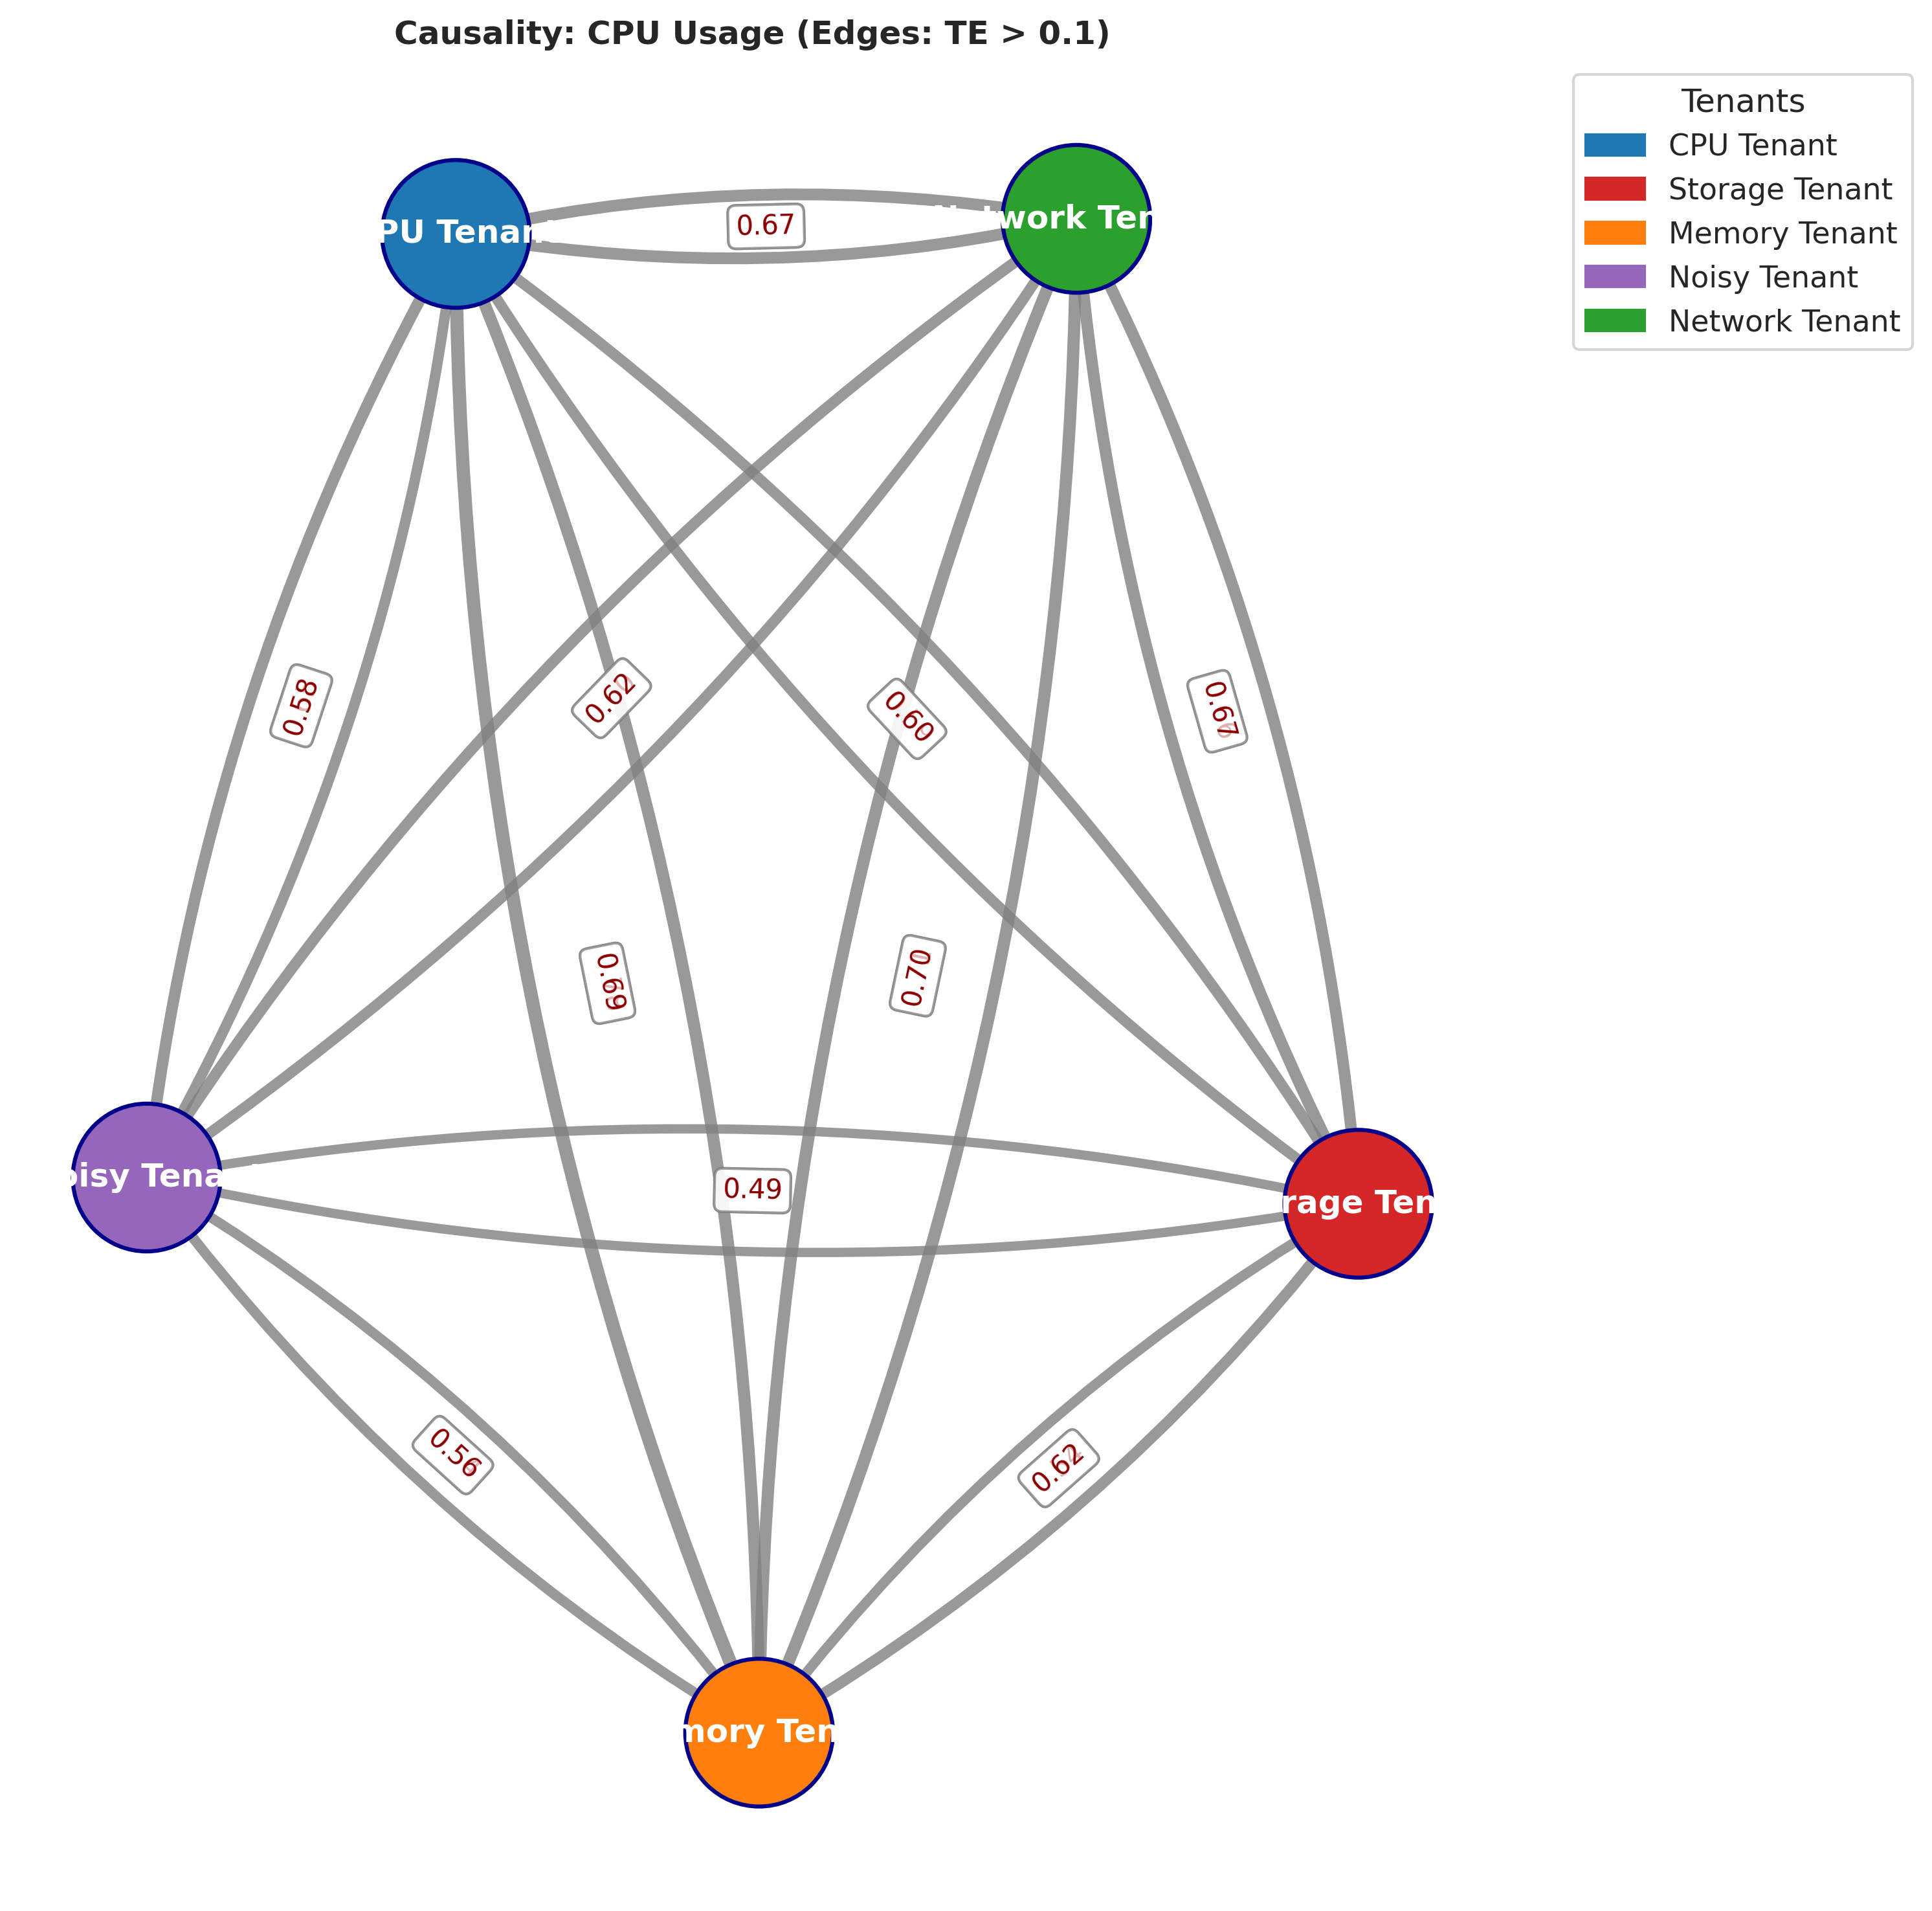 Causality: CPU Usage (Edges: TE > 0.1)
Tenants
CPU Tenant
Storage Tenant
Memory Tenant
Noisy Tenant
Network Tenant
PU Tenan
work Ten
0.67
0.58
0.62
0.60
0.67
0.69
0.70
oisy Tena
0.49
rage Ten
0.56
0.62
mory Ten